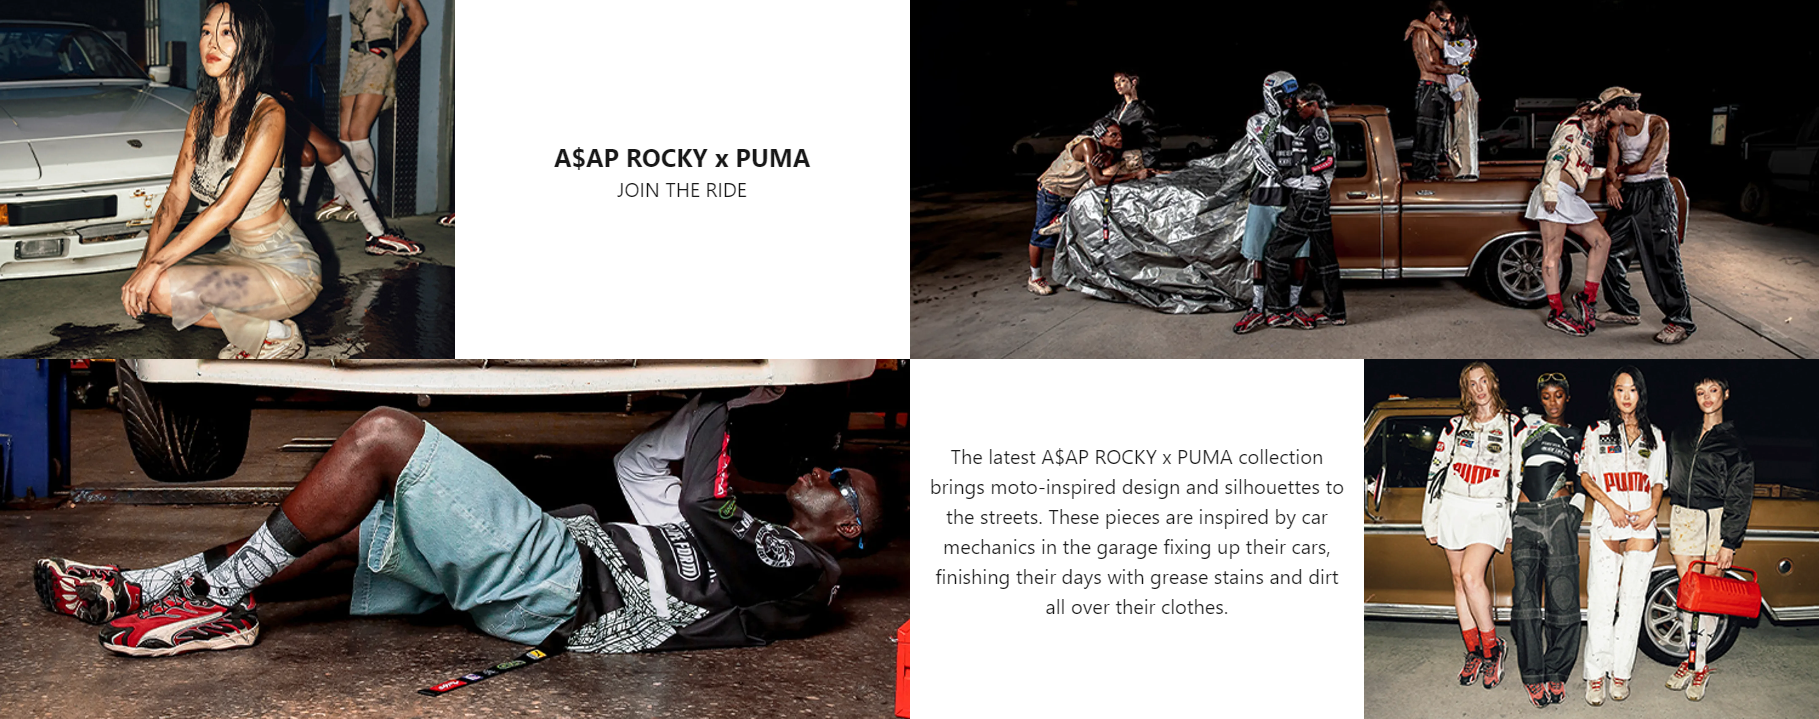 A$AP ROCKY x PUMA
JOIN THE RIDE
The latest A$AP ROCKY x PUMA collection
brings moto-inspired design and silhouettes to
the streets. These pieces are inspired by car
mechanics in the garage fixing up their cars,
finishing their days with grease stains and dirt
all over their clothes.
PUMA
PUMA